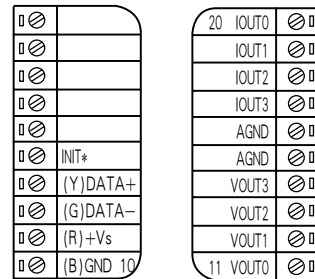 INIT*
(Y)DATA+
(G)DATA-
(R)+Vs
(B)GND 10
20 IOUT0
IOUT1
IOUT2
IOUT3
AGND
AGND
VOUT3
VOUT2
VOUT1
11 VOUT0